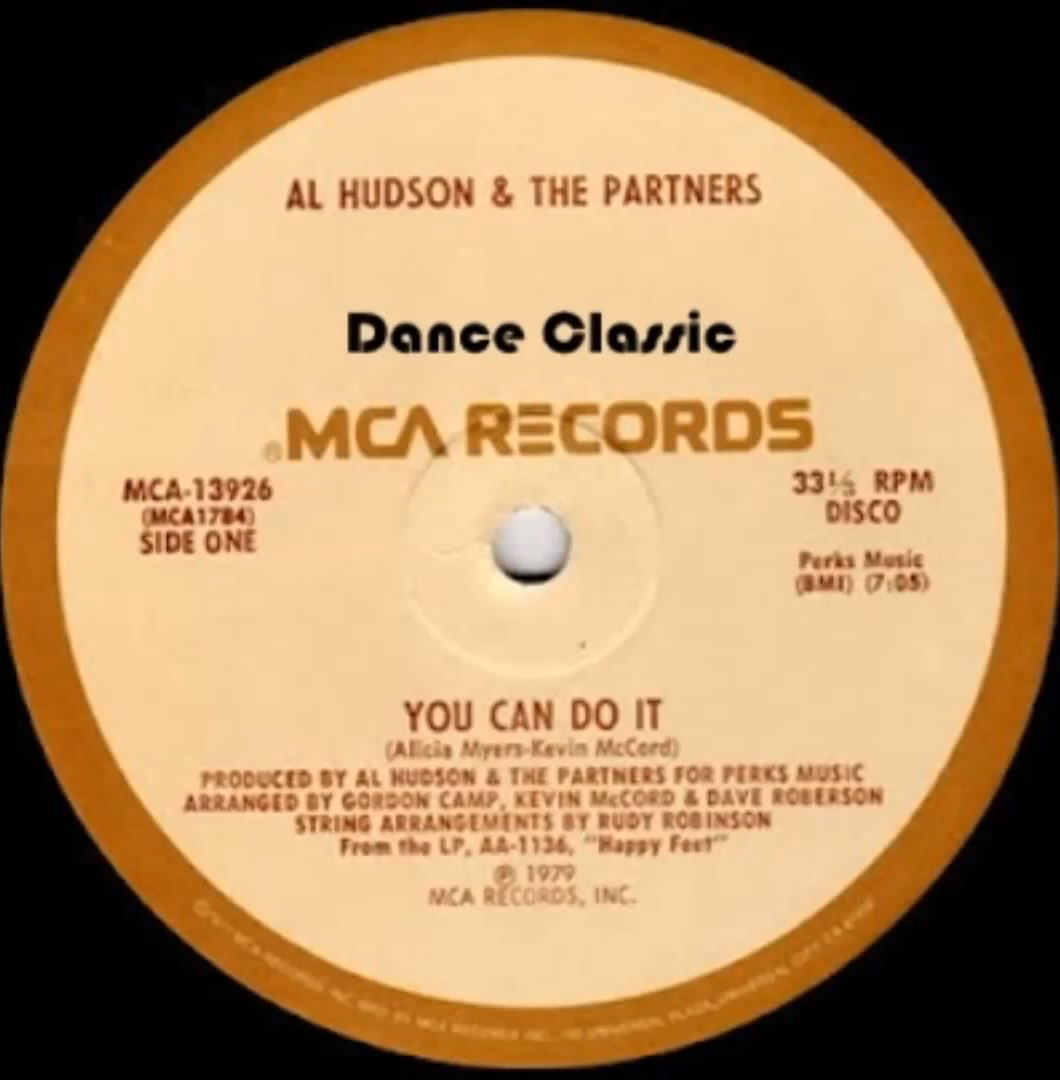 AL HUDSON & THE PARTNERS
Dance Classic
®MCA RECORDS
MCA-13926
(MCA1784)
SIDE ONE
33⅓ RPM
DISCO
Perks Music
(BMI) (7:05)
YOU CAN DO IT
(Alicia Myers-Kevin McCord)
PRODUCED BY AL HUDSON & THE PARTNERS FOR PERKS MUSIC
ARRANGED BY GORDON CAMP, KEVIN McCORD & DAVE ROBERSON
STRING ARRANGEMENTS BY RUDY ROBINSON
From the LP, AA-1136, "Happy Feet"
℗ 1979
MCA RECORDS, INC.